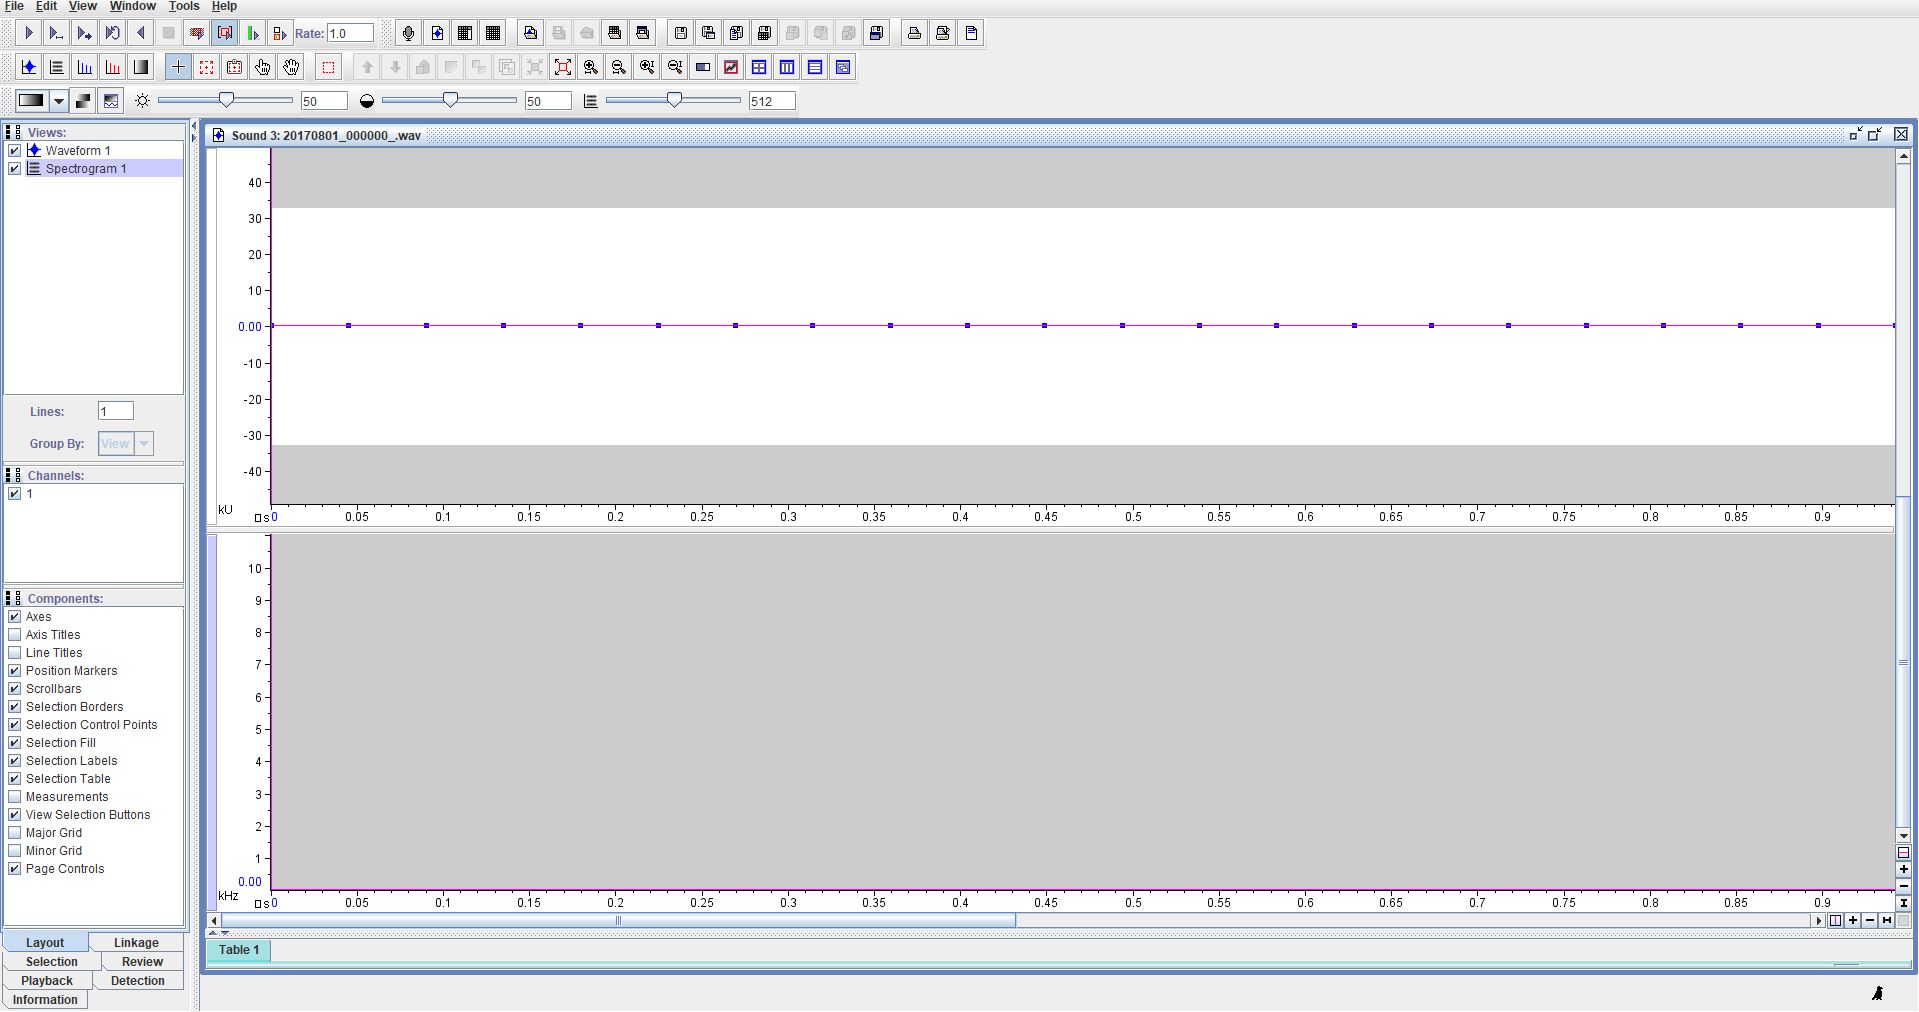 File Edit View Window Tools Help
Rate: 1.0
50 50 512
Views:
Waveform 1
Spectrogram 1
Lines: 1
Group By: View
Channels:
1
Components:
Axes
Axis Titles
Line Titles
Position Markers
Scrollbars
Selection Borders
Selection Control Points
Selection Fill
Selection Labels
Selection Table
Measurements
View Selection Buttons
Major Grid
Minor Grid
Page Controls
Layout Linkage
Selection Review
Playback Detection
Information
Sound 3: 20170801_000000_.wav
40
30
20
10
0.00
-10
-20
-30
-40
kU
s 0 0.05 0.1 0.15 0.2 0.25 0.3 0.35 0.4 0.45 0.5 0.55 0.6 0.65 0.7 0.75 0.8 0.85 0.9
10
9
8
7
6
5
4
3
2
1
0.00
kHz
s 0 0.05 0.1 0.15 0.2 0.25 0.3 0.35 0.4 0.45 0.5 0.55 0.6 0.65 0.7 0.75 0.8 0.85 0.9
Table 1